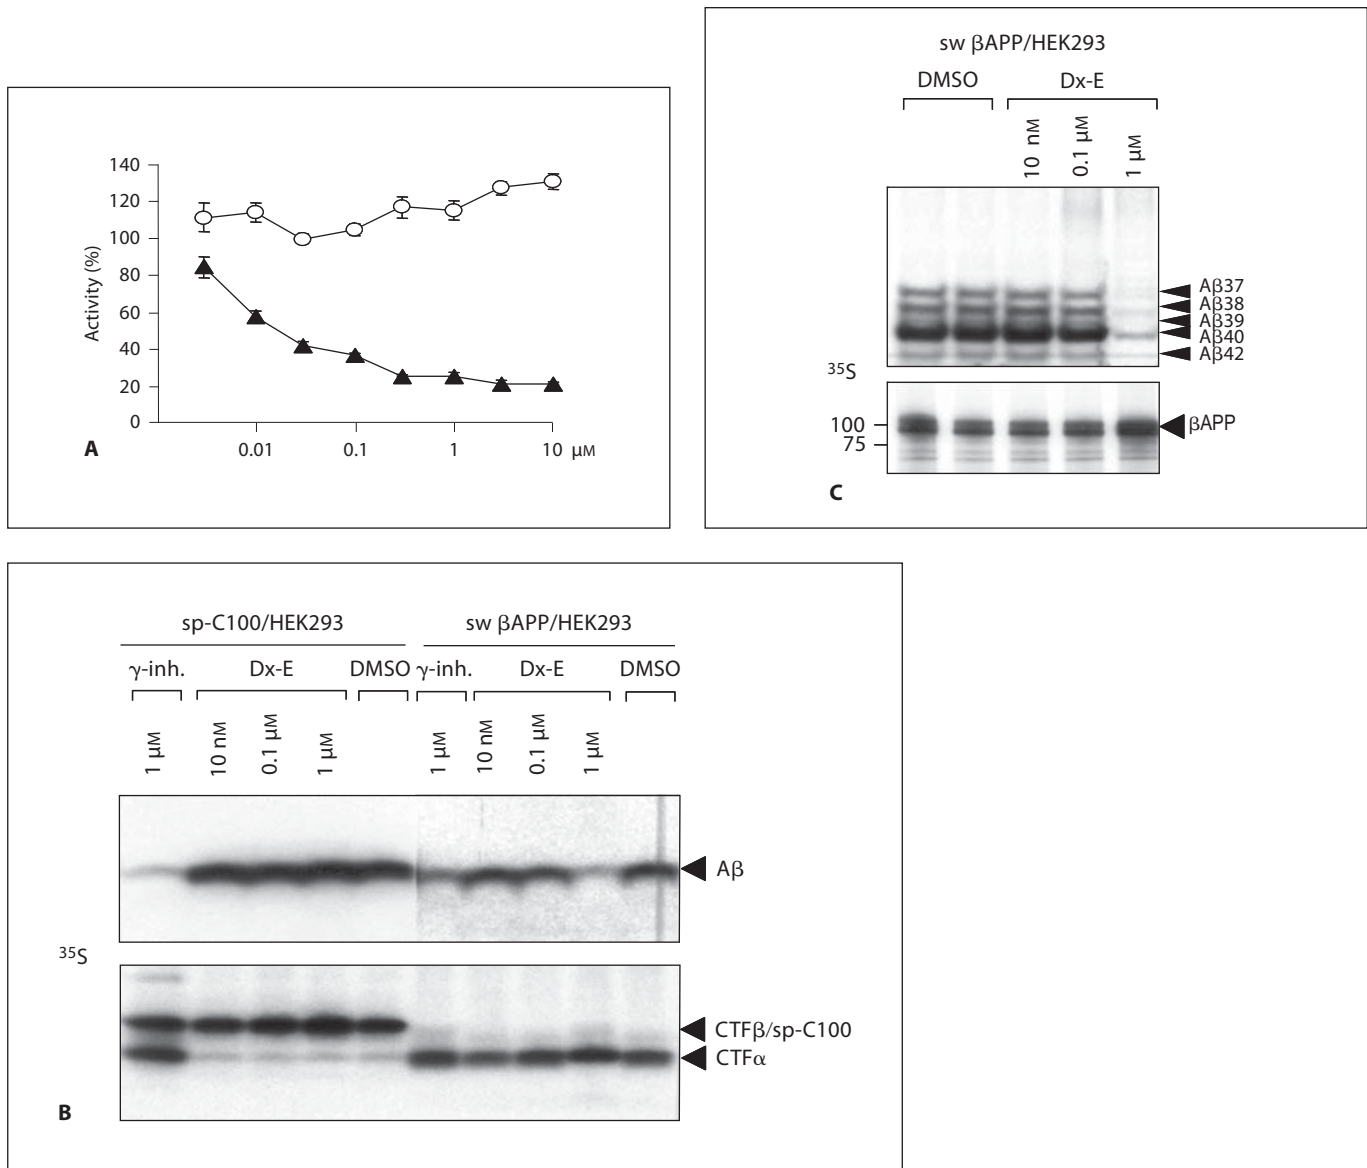 140
120
100
80
60
40
20
0
Activity (%)
0.01 0.1 1 10 µM
A
sw βAPP/HEK293
DMSO Dx-E
10 nM 0.1 µM 1 µM
Aβ37
Aβ38
Aβ39
Aβ40
Aβ42
35S
100
75
βAPP
C
sp-C100/HEK293 sw βAPP/HEK293
γ-inh. Dx-E DMSO γ-inh. Dx-E DMSO
1 µM 10 nM 0.1 µM 1 µM 1 µM 10 nM 0.1 µM 1 µM
Aβ
35S
CTFβ/sp-C100
CTFα
B